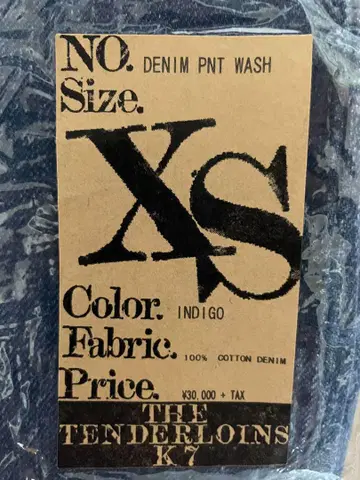 NO. DENIM PNT WASH
Size.
XS
Color. INDIGO
Fabric. 100% COTTON DENIM
Price. ¥30,000 + TAX
THE
TENDERLOINS
K7